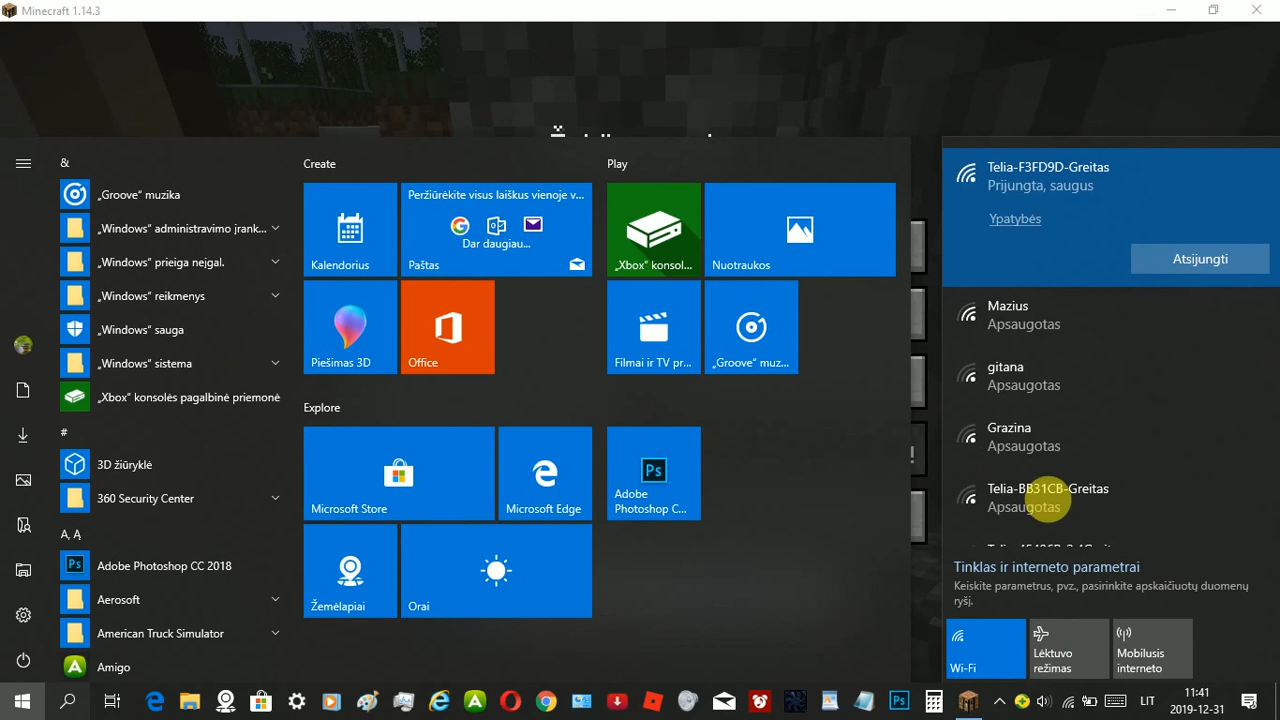 Minecraft 1.14.3
&
„Groove“ muzika
„Windows“ administravimo įrank...
„Windows“ prieiga neįgal.
„Windows“ reikmenys
„Windows“ sauga
„Windows“ sistema
„Xbox“ konsolės pagalbinė priemonė
#
3D žiūryklė
360 Security Center
A, Ą
Adobe Photoshop CC 2018
Aerosoft
American Truck Simulator
Amigo
Create
Kalendorius
Peržiūrėkite visus laiškus vienoje v...
Dar daugiau...
Paštas
Piešimas 3D
Office
Explore
Microsoft Store
Microsoft Edge
Žemėlapiai
Orai
Play
„Xbox“ konsol...
Nuotraukos
Filmai ir TV pr...
„Groove“ muz...
Ps
Adobe
Photoshop C...
Telia-F3FD9D-Greitas
Prijungta, saugus
Ypatybės
Atsijungti
Mazius
Apsaugotas
gitana
Apsaugotas
Grazina
Apsaugotas
Telia-BB31CB-Greitas
Apsaugotas
Tinklas ir interneto parametrai
Keiskite parametrus, pvz., pasirinkite apskaičiuotų duomenų
ryšį.
Wi-Fi
Lėktuvo
režimas
Mobilusis
interneto
LIT
11:41
2019-12-31